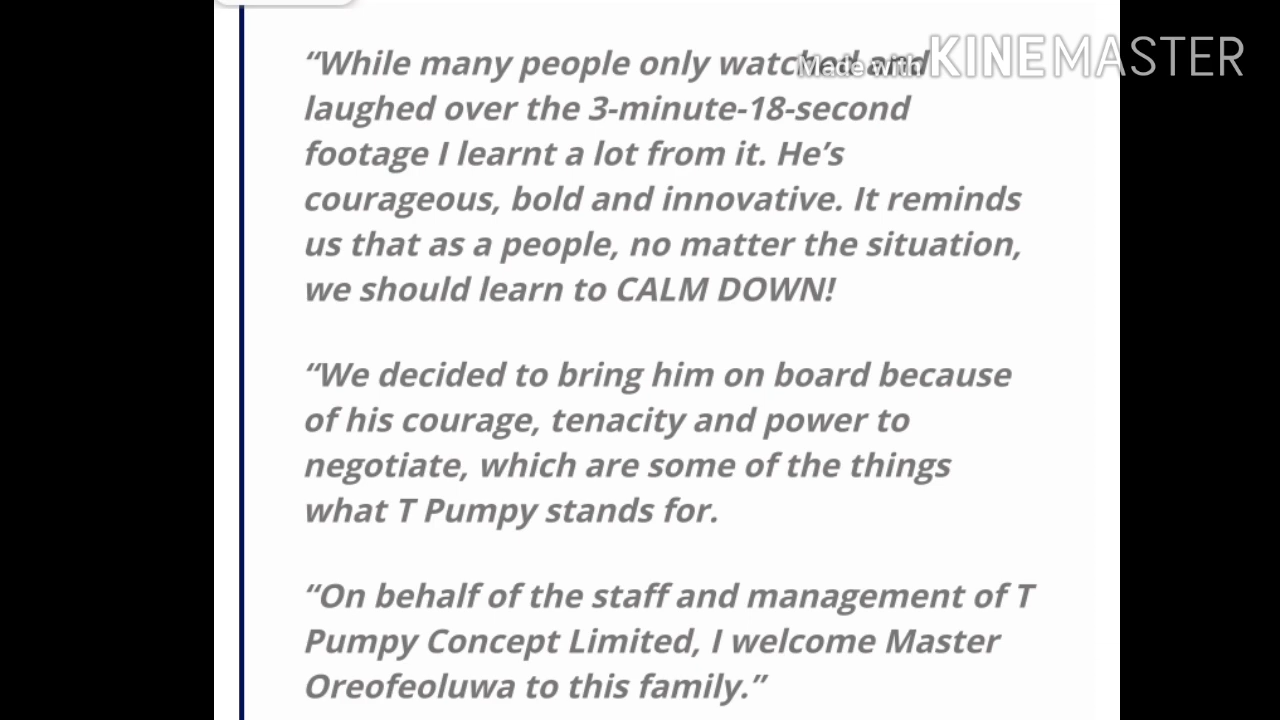 “While many people only watched and
Made with KINEMASTER
laughed over the 3-minute-18-second
footage I learnt a lot from it. He’s
courageous, bold and innovative. It reminds
us that as a people, no matter the situation,
we should learn to CALM DOWN!
“We decided to bring him on board because
of his courage, tenacity and power to
negotiate, which are some of the things
what T Pumpy stands for.
“On behalf of the staff and management of T
Pumpy Concept Limited, I welcome Master
Oreofeoluwa to this family.”